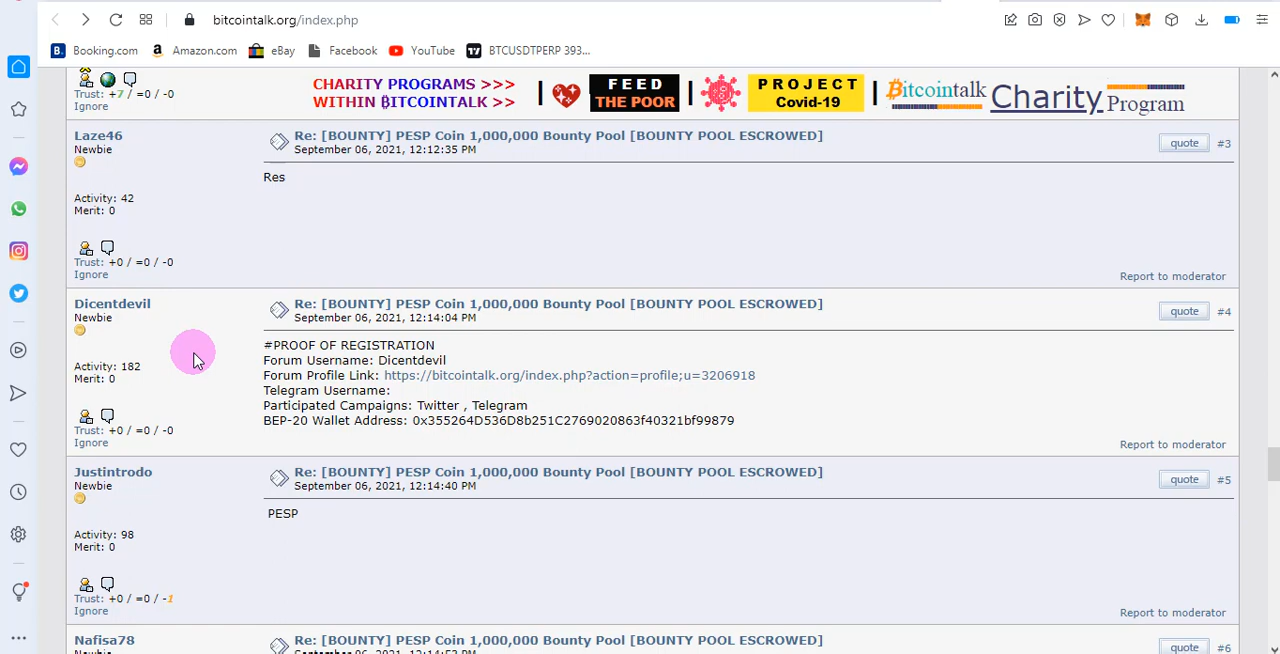 bitcointalk.org/index.php
Booking.com
Amazon.com
eBay
Facebook
YouTube
BTCUSDTPERP 393...
Trust: +7 / =0 / -0
Ignore
CHARITY PROGRAMS >>>
WITHIN ₿ITCOINTALK >>
FEED
THE POOR
PROJECT
Covid-19
Bitcointalk
Charity
Program
Laze46
Newbie
Activity: 42
Merit: 0
Trust: +0 / =0 / -0
Ignore
Re: [BOUNTY] PESP Coin 1,000,000 Bounty Pool [BOUNTY POOL ESCROWED]
September 06, 2021, 12:12:35 PM
quote
#3
Res
Report to moderator
Dicentdevil
Newbie
Activity: 182
Merit: 0
Trust: +0 / =0 / -0
Ignore
Re: [BOUNTY] PESP Coin 1,000,000 Bounty Pool [BOUNTY POOL ESCROWED]
September 06, 2021, 12:14:04 PM
quote
#4
#PROOF OF REGISTRATION
Forum Username: Dicentdevil
Forum Profile Link: https://bitcointalk.org/index.php?action=profile;u=3206918
Telegram Username:
Participated Campaigns: Twitter , Telegram
BEP-20 Wallet Address: 0x355264D536D8b251C2769020863f40321bf99879
Report to moderator
Justintrodo
Newbie
Activity: 98
Merit: 0
Trust: +0 / =0 / -1
Ignore
Re: [BOUNTY] PESP Coin 1,000,000 Bounty Pool [BOUNTY POOL ESCROWED]
September 06, 2021, 12:14:40 PM
quote
#5
PESP
Report to moderator
Nafisa78
Newbie
Re: [BOUNTY] PESP Coin 1,000,000 Bounty Pool [BOUNTY POOL ESCROWED]
September 06, 2021, 12:14:53 PM
quote
#6